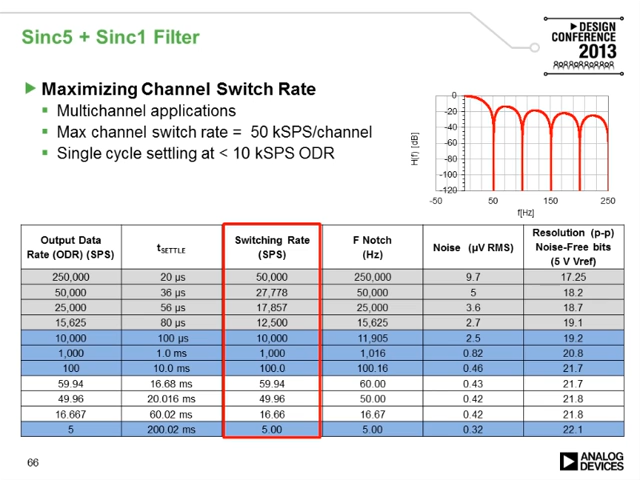 Sinc5 + Sinc1 Filter
DESIGN
CONFERENCE
2013
Maximizing Channel Switch Rate
Multichannel applications
Max channel switch rate = 50 kSPS/channel
Single cycle settling at < 10 kSPS ODR
H(f) [dB]
0
-20
-40
-60
-80
-100
-120
-50 50 150 250
f[Hz]
Output Data Rate (ODR) (SPS) tSETTLE Switching Rate (SPS) F Notch (Hz) Noise (µV RMS) Resolution (p-p) Noise-Free bits (5 V Vref)
250,000 20 µs 50,000 250,000 9.7 17.25
50,000 36 µs 27,778 50,000 5 18.2
25,000 56 µs 17,857 25,000 3.6 18.7
15,625 80 µs 12,500 15,625 2.7 19.1
10,000 100 µs 10,000 11,905 2.5 19.2
1,000 1.0 ms 1,000 1,016 0.82 20.8
100 10.0 ms 100.0 100.16 0.46 21.7
59.94 16.68 ms 59.94 60.00 0.43 21.7
49.96 20.016 ms 49.96 50.00 0.42 21.8
16.667 60.02 ms 16.66 16.67 0.42 21.8
5 200.02 ms 5.00 5.00 0.32 22.1
66
ANALOG
DEVICES